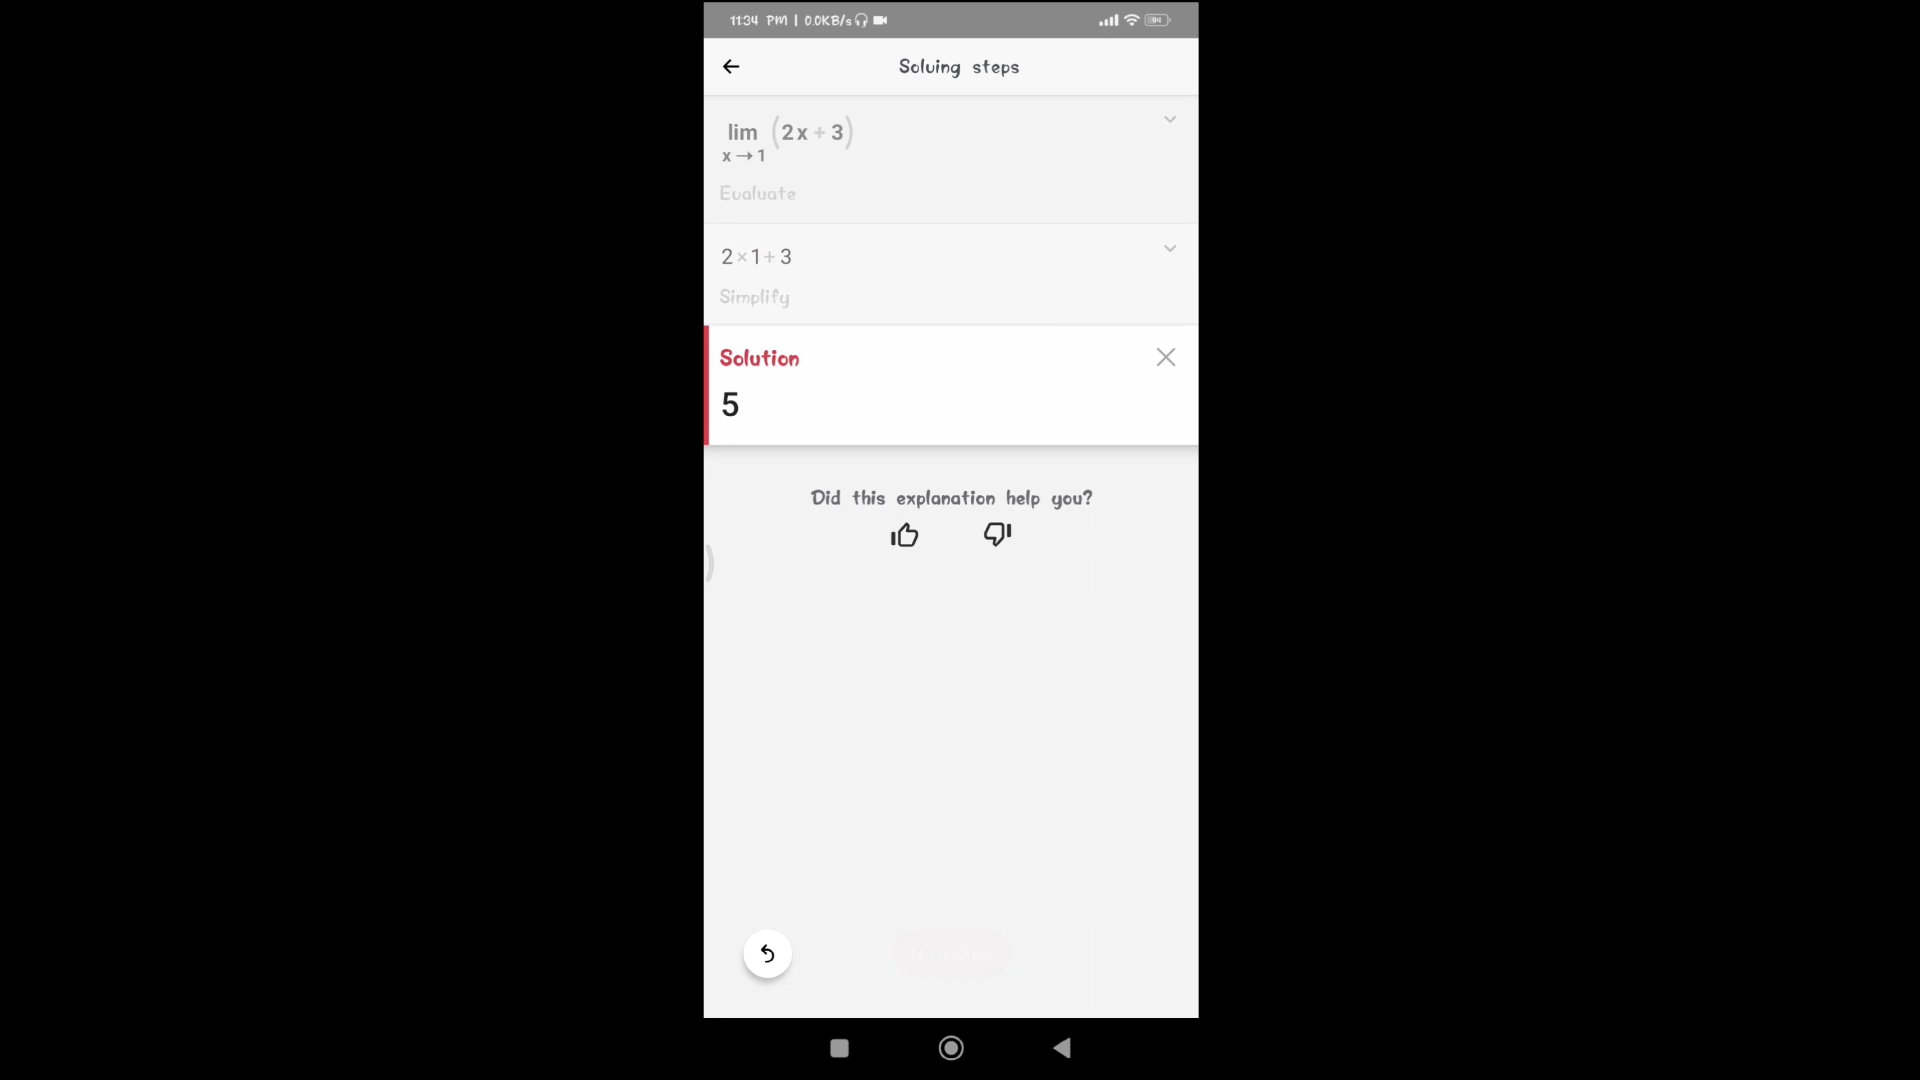 11:34 PM | 0.0KB/s
94
Solving steps
lim (2x + 3)
x → 1
Evaluate
2 × 1 + 3
Simplify
Solution
5
Did this explanation help you?